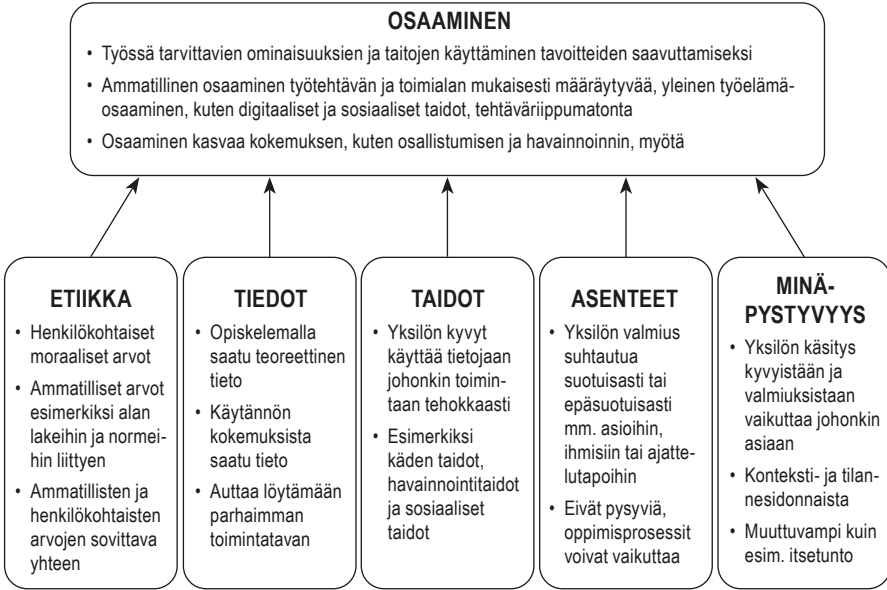 OSAAMINEN
• Työssä tarvittavien ominaisuuksien ja taitojen käyttäminen tavoitteiden saavuttamiseksi
• Ammatillinen osaaminen työtehtävän ja toimialan mukaisesti määräytyvää, yleinen työelämä-
osaaminen, kuten digitaaliset ja sosiaaliset taidot, tehtäväriippumatonta
• Osaaminen kasvaa kokemuksen, kuten osallistumisen ja havainnoinnin, myötä
ETIIKKA
• Henkilökohtaiset
moraaliset arvot
• Ammatilliset arvot
esimerkiksi alan
lakeihin ja normei-
hin liittyen
• Ammatillisten ja
henkilökohtaisten
arvojen sovittava
yhteen
TIEDOT
• Opiskelemalla
saatu teoreettinen
tieto
• Käytännön
kokemuksista
saatu tieto
• Auttaa löytämään
parhaimman
toimintatavan
TAIDOT
• Yksilön kyvyt
käyttää tietojaan
johonkin toimin-
taan tehokkaasti
• Esimerkiksi
käden taidot,
havainnointitaidot
ja sosiaaliset
taidot
ASENTEET
• Yksilön valmius
suhtautua
suotuisasti tai
epäsuotuisasti
mm. asioihin,
ihmisiin tai ajatte-
lutapoihin
• Eivät pysyviä,
oppimisprosessit
voivat vaikuttaa
MINÄ-
PYSTYVYYS
• Yksilön käsitys
kyvyistään ja
valmiuksistaan
vaikuttaa johonkin
asiaan
• Konteksti- ja tilan-
nesidonnaista
• Muuttuvampi kuin
esim. itsetunto